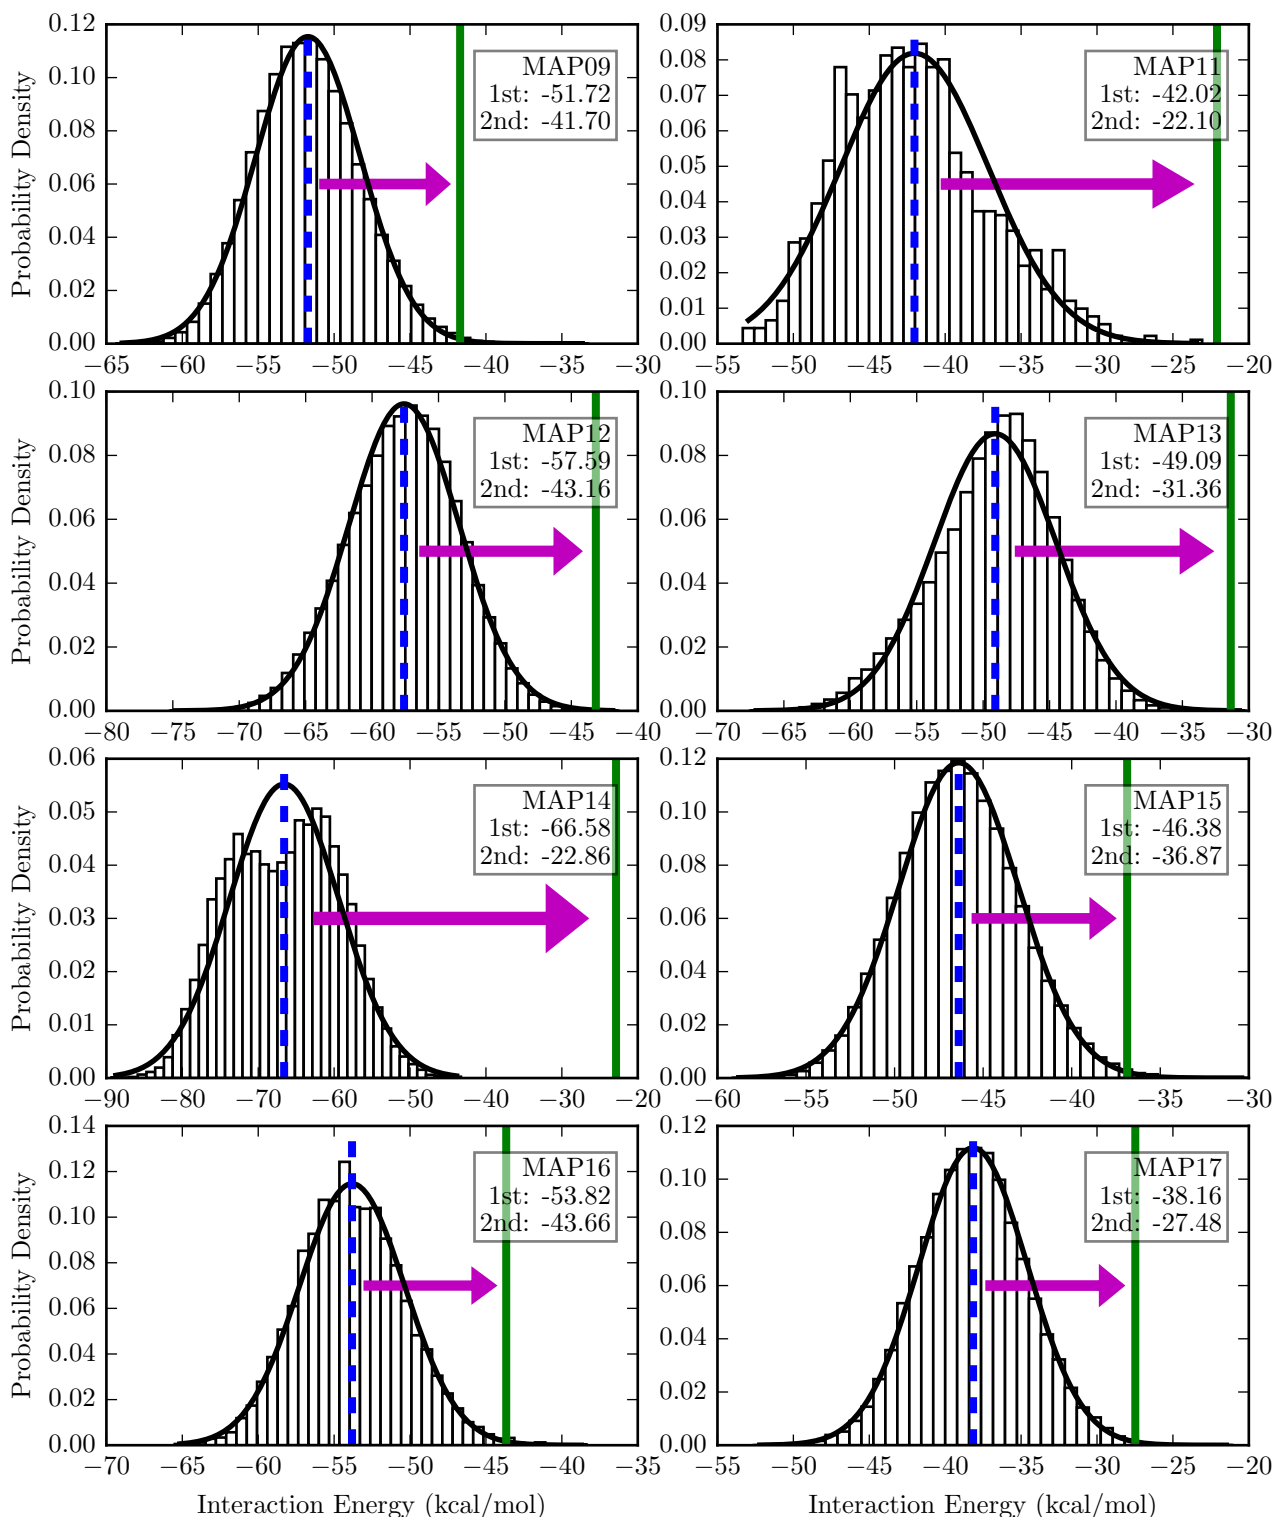 Probability Density
0.12
0.10
0.08
0.06
0.04
0.02
0.00
−65 −60 −55 −50 −45 −40 −35 −30
MAP09
1st: -51.72
2nd: -41.70
0.09
0.08
0.07
0.06
0.05
0.04
0.03
0.02
0.01
0.00
−55 −50 −45 −40 −35 −30 −25 −20
MAP11
1st: -42.02
2nd: -22.10
Probability Density
0.10
0.08
0.06
0.04
0.02
0.00
−80 −75 −70 −65 −60 −55 −50 −45 −40
MAP12
1st: -57.59
2nd: -43.16
0.10
0.08
0.06
0.04
0.02
0.00
−70 −65 −60 −55 −50 −45 −40 −35 −30
MAP13
1st: -49.09
2nd: -31.36
Probability Density
0.06
0.05
0.04
0.03
0.02
0.01
0.00
−90 −80 −70 −60 −50 −40 −30 −20
MAP14
1st: -66.58
2nd: -22.86
0.12
0.10
0.08
0.06
0.04
0.02
0.00
−60 −55 −50 −45 −40 −35 −30
MAP15
1st: -46.38
2nd: -36.87
Probability Density
0.14
0.12
0.10
0.08
0.06
0.04
0.02
0.00
−70 −65 −60 −55 −50 −45 −40 −35
MAP16
1st: -53.82
2nd: -43.66
Interaction Energy (kcal/mol)
0.12
0.10
0.08
0.06
0.04
0.02
0.00
−55 −50 −45 −40 −35 −30 −25 −20
MAP17
1st: -38.16
2nd: -27.48
Interaction Energy (kcal/mol)